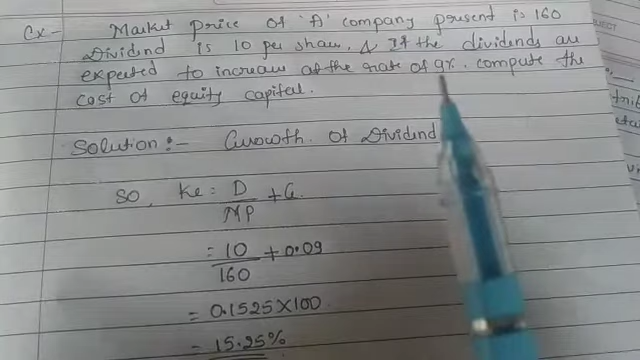 Ex- Market price of 'A' company present is 160
Dividend is 10 per share. & If the dividends are
expected to increase at the rate of 9%. compute the
cost of equity capital.
Solution:- Growth of Dividend
SO, Ke = D / MP + G
= 10 / 160 + 0.09
= 0.1525 X 100
= 15.25%